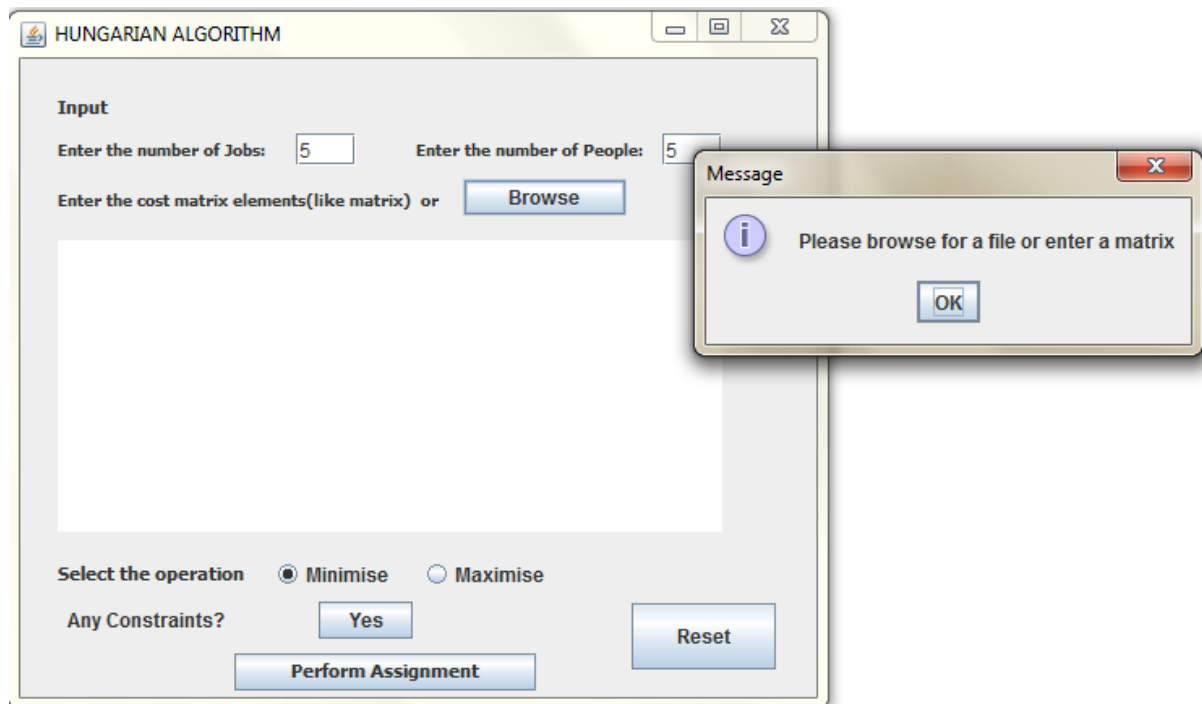 HUNGARIAN ALGORITHM
Input
Enter the number of Jobs: 5 Enter the number of People: 5
Enter the cost matrix elements(like matrix) or Browse
Message
i Please browse for a file or enter a matrix
OK
Select the operation Minimise Maximise
Any Constraints? Yes
Reset
Perform Assignment